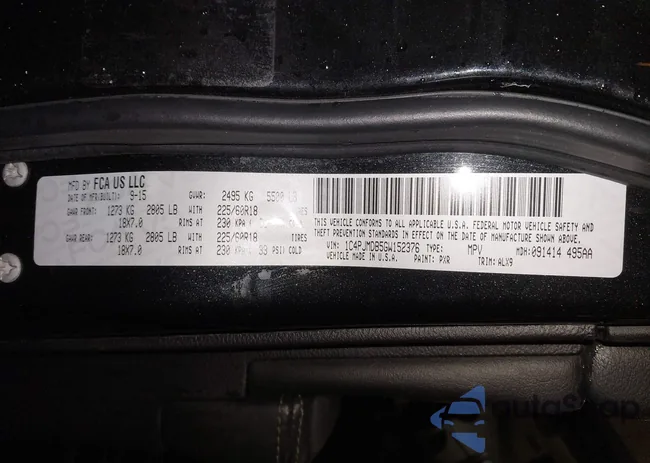 MFD BY FCA US LLC
DATE OF MFR(BUILT): 9-15 GVWR: 2495 KG 5500 LB
GAWR FRONT: 1273 KG 2805 LB WITH 225/60R18 TIRES
18X7.0 RIMS AT 230 KPA
GAWR REAR: 1273 KG 2805 LB WITH 225/60R18 TIRES
18X7.0 RIMS AT 230 KPA 33 PSI) COLD
THIS VEHICLE CONFORMS TO ALL APPLICABLE U.S.A. FEDERAL MOTOR VEHICLE SAFETY AND
THEFT PREVENTION STANDARDS IN EFFECT ON THE DATE OF MANUFACTURE SHOWN ABOVE.
VIN: 1C4PJMDB5GW152376 TYPE: MPV MDH: 091414 495AA
VEHICLE MADE IN U.S.A. PAINT: PXR TRIM: ALX9
autoShop